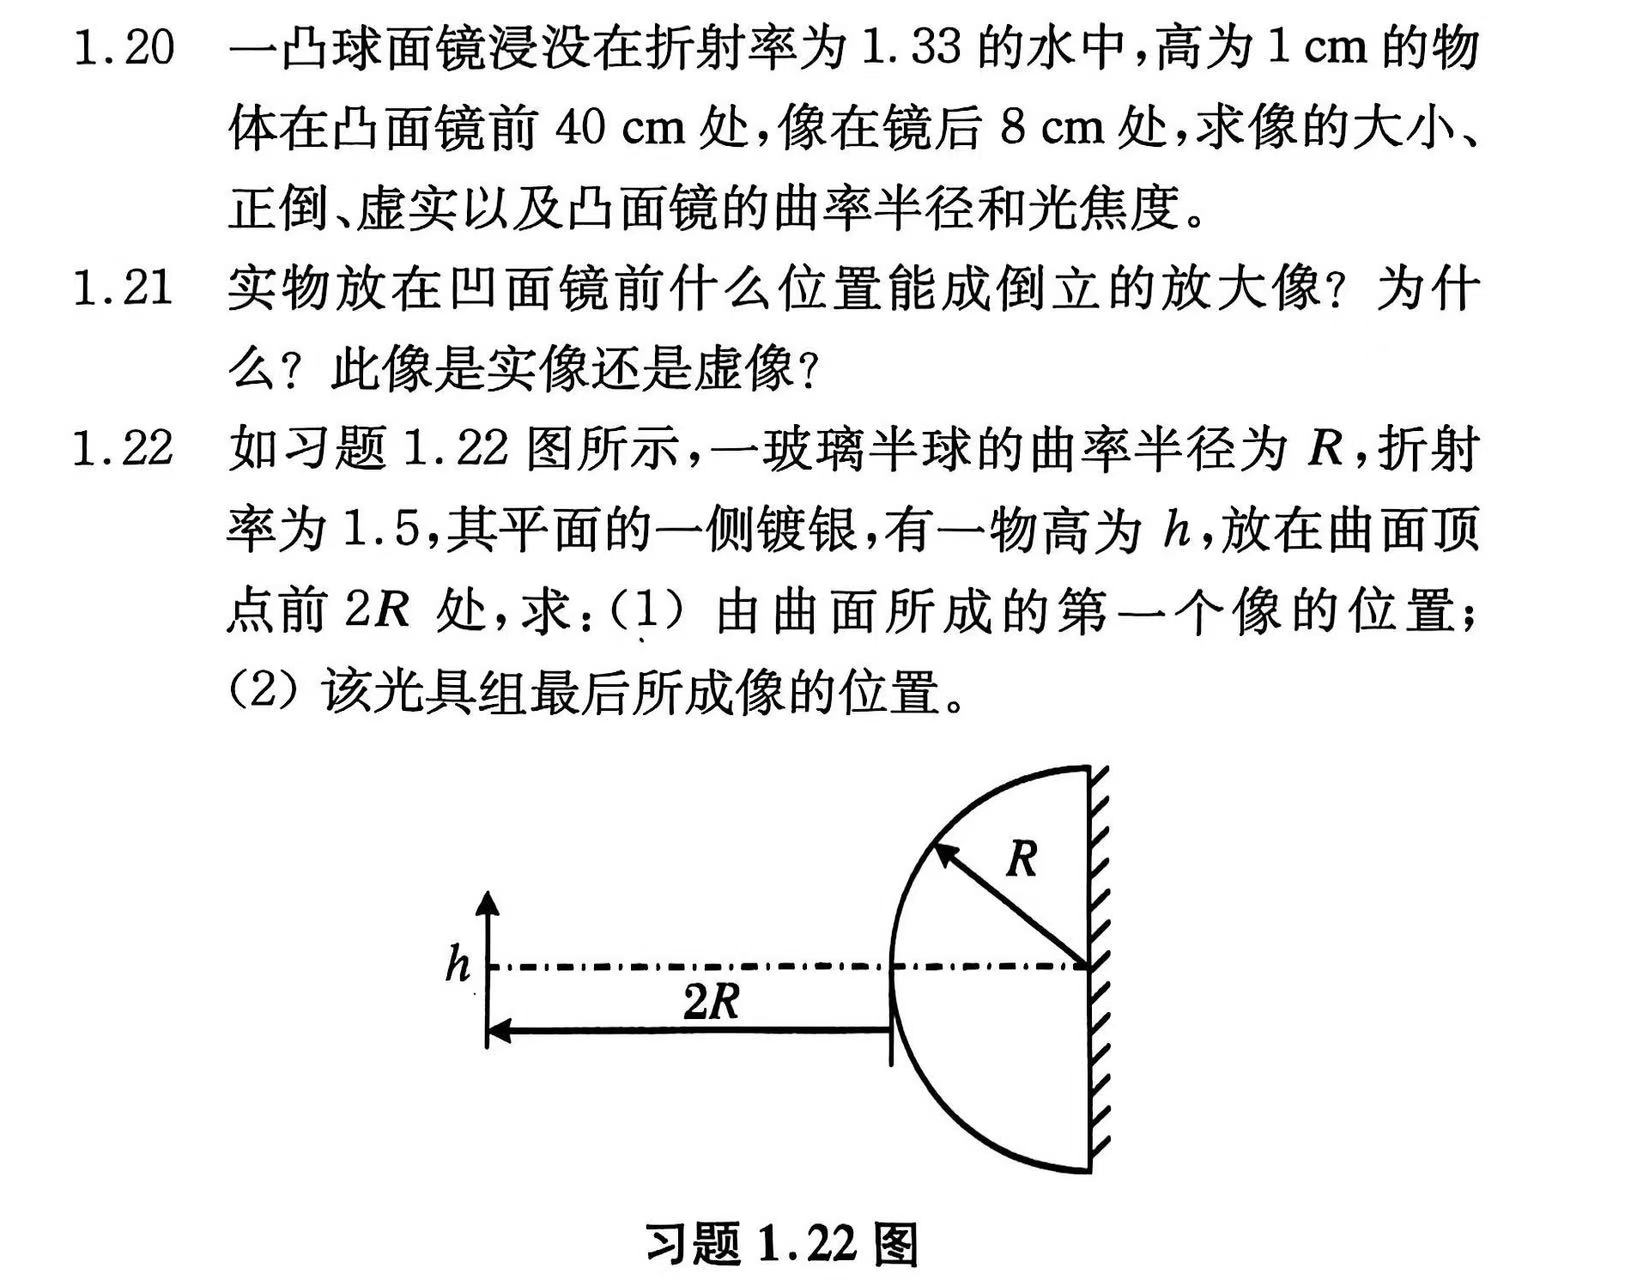 1.20 一凸球面镜浸没在折射率为 1.33 的水中,高为 1 cm 的物
体在凸面镜前 40 cm 处,像在镜后 8 cm 处,求像的大小、
正倒、虚实以及凸面镜的曲率半径和光焦度。
1.21 实物放在凹面镜前什么位置能成倒立的放大像? 为什
么? 此像是实像还是虚像?
1.22 如习题 1.22 图所示,一玻璃半球的曲率半径为 R,折射
率为 1.5,其平面的一侧镀银,有一物高为 h,放在曲面顶
点前 2R 处,求:(1) 由曲面所成的第一个像的位置;
(2) 该光具组最后所成像的位置。
R
h
2R
习题 1.22 图